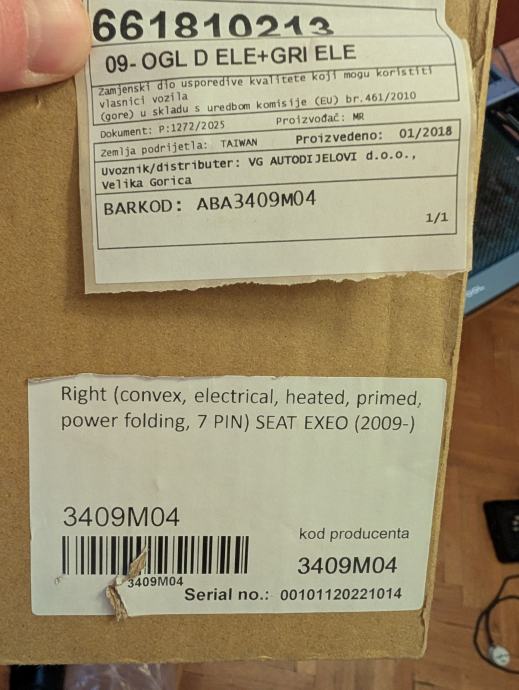 661810213
09- OGL D ELE+GRI ELE
Zamjenski dio usporedive kvalitete koji mogu koristiti
vlasnici vozila
(gore) u skladu s uredbom komisije (EU) br.461/2010
Dokument: P:1272/2025 Proizvođač: MR
Zemlja podrijetla: TAIWAN Proizvedeno: 01/2018
Uvoznik/distributer: VG AUTODIJELOVI d.o.o.,
Velika Gorica
BARKOD: ABA3409M04
1/1
Right (convex, electrical, heated, primed,
power folding, 7 PIN) SEAT EXEO (2009-)
3409M04
kod producenta
3409M04
3409M04
Serial no.: 00101120221014